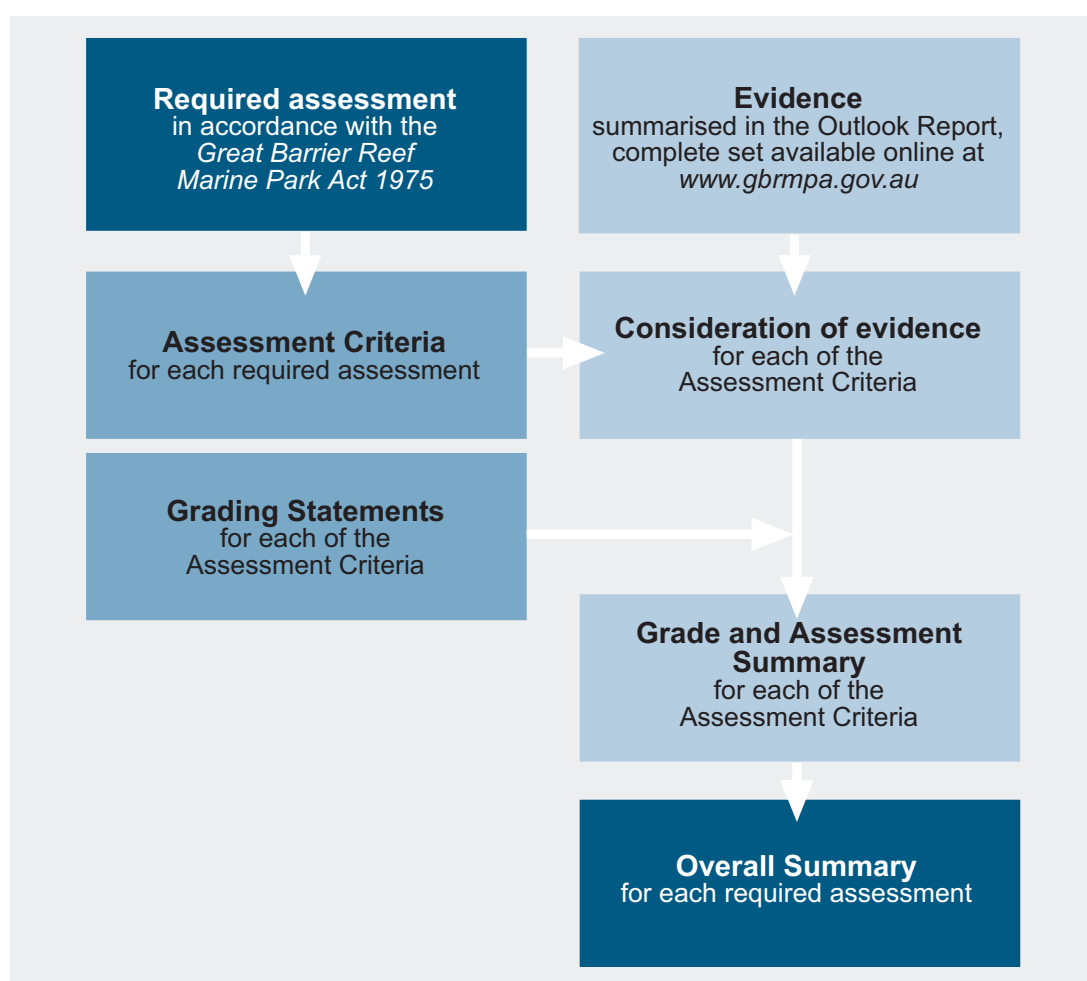 Required assessment
in accordance with the
Great Barrier Reef
Marine Park Act 1975
Evidence
summarised in the Outlook Report,
complete set available online at
www.gbrmpa.gov.au
Assessment Criteria
for each required assessment
Consideration of evidence
for each of the
Assessment Criteria
Grading Statements
for each of the
Assessment Criteria
Grade and Assessment
Summary
for each of the
Assessment Criteria
Overall Summary
for each required assessment